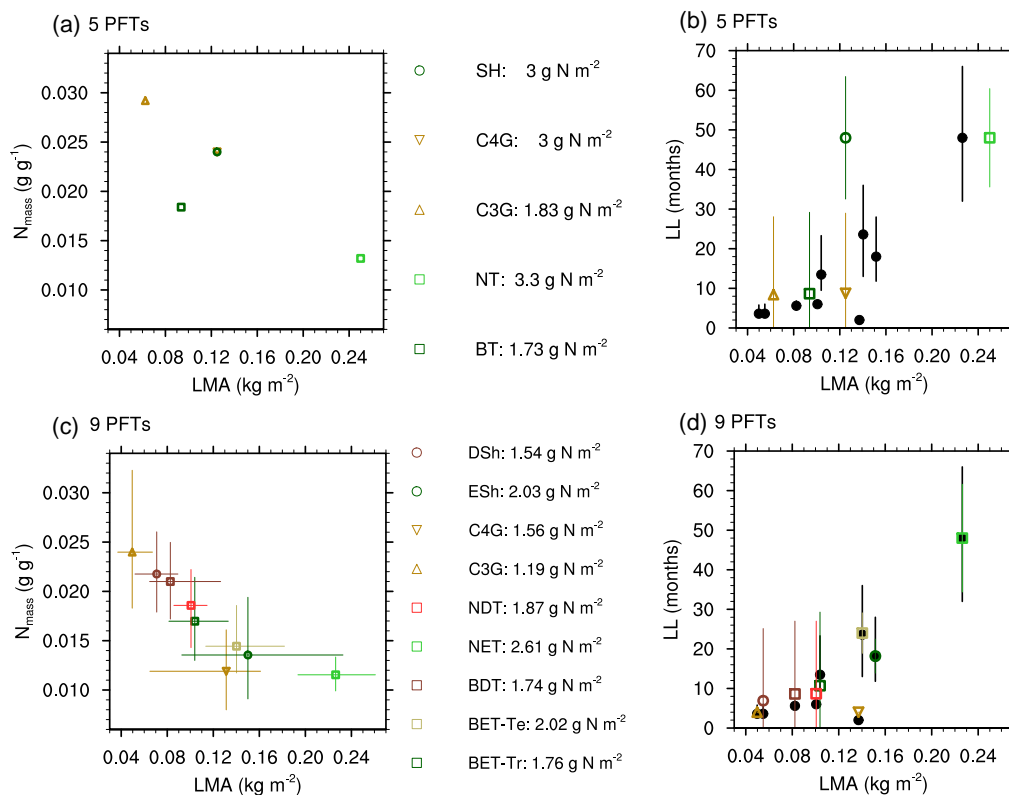 (a) 5 PFTs
N_mass (g g⁻¹)
0.030
0.025
0.020
0.015
0.010
0.04 0.08 0.12 0.16 0.20 0.24
LMA (kg m⁻²)
SH: 3 g N m⁻²
C4G: 3 g N m⁻²
C3G: 1.83 g N m⁻²
NT: 3.3 g N m⁻²
BT: 1.73 g N m⁻²
(b) 5 PFTs
LL (months)
70
60
50
40
30
20
10
0
0.04 0.08 0.12 0.16 0.20 0.24
LMA (kg m⁻²)
(c) 9 PFTs
N_mass (g g⁻¹)
0.030
0.025
0.020
0.015
0.010
0.04 0.08 0.12 0.16 0.20 0.24
LMA (kg m⁻²)
DSh: 1.54 g N m⁻²
ESh: 2.03 g N m⁻²
C4G: 1.56 g N m⁻²
C3G: 1.19 g N m⁻²
NDT: 1.87 g N m⁻²
NET: 2.61 g N m⁻²
BDT: 1.74 g N m⁻²
BET-Te: 2.02 g N m⁻²
BET-Tr: 1.76 g N m⁻²
(d) 9 PFTs
LL (months)
70
60
50
40
30
20
10
0
0.04 0.08 0.12 0.16 0.20 0.24
LMA (kg m⁻²)